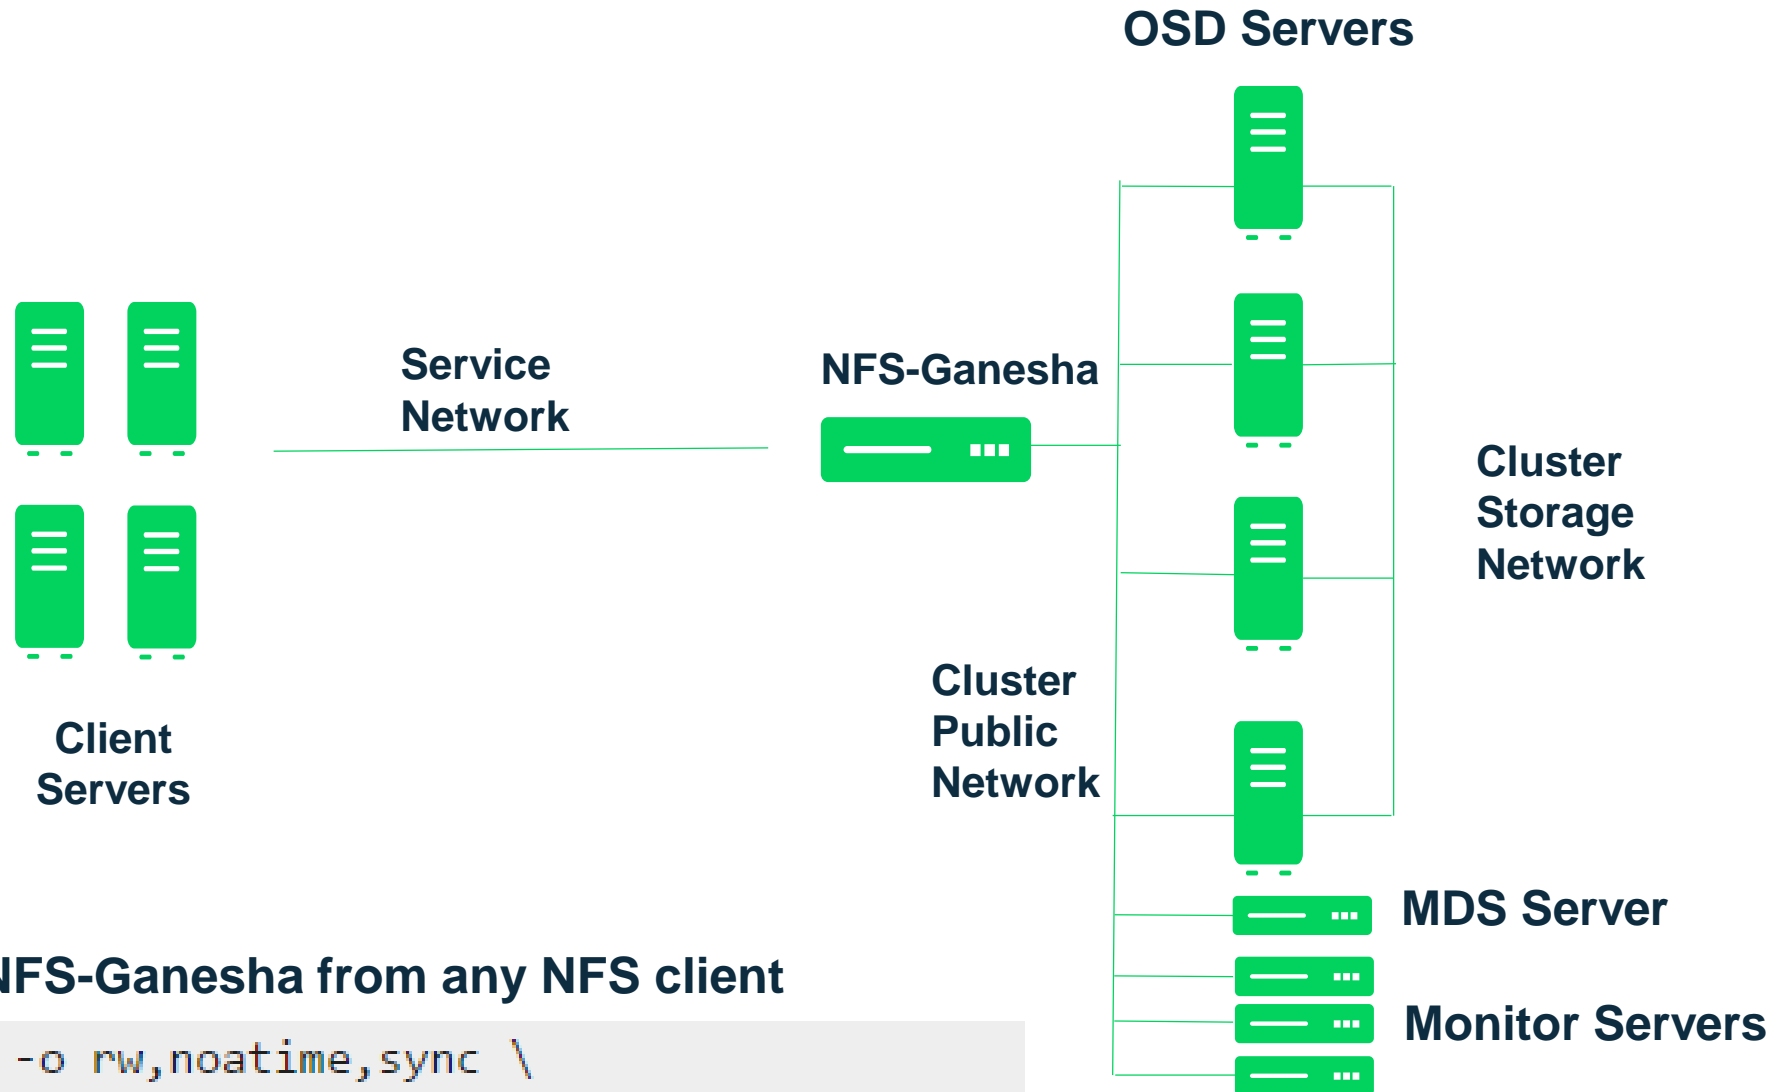 OSD Servers
Service
Network
NFS-Ganesha
Cluster
Storage
Network
Cluster
Public
Network
Client
Servers
MDS Server
NFS-Ganesha from any NFS client
Monitor Servers
-o rw,noatime,sync \